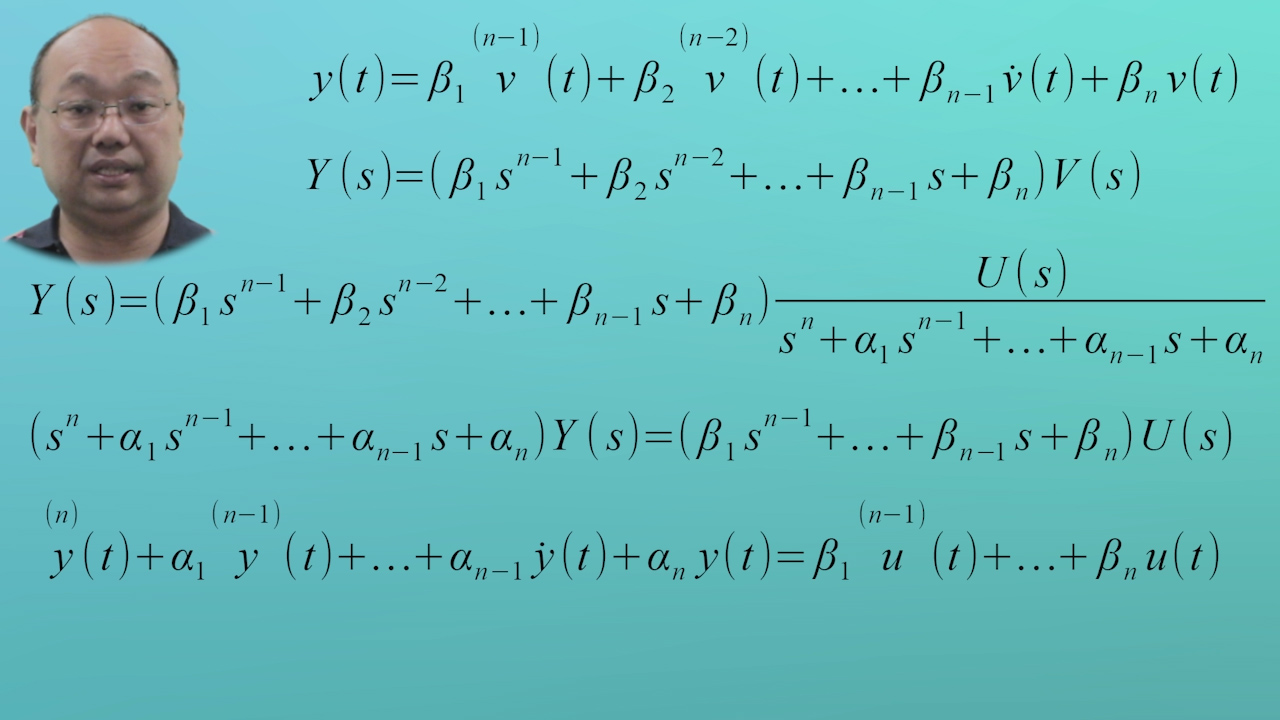 y(t)=β₁ v⁽ⁿ⁻¹⁾(t)+β₂ v⁽ⁿ⁻²⁾(t)+...+βₙ₋₁ v̇(t)+βₙ v(t)
Y(s)=(β₁ sⁿ⁻¹+β₂ sⁿ⁻²+...+βₙ₋₁ s+βₙ)V(s)
Y(s)=(β₁ sⁿ⁻¹+β₂ sⁿ⁻²+...+βₙ₋₁ s+βₙ) U(s)/(sⁿ+α₁ sⁿ⁻¹+...+αₙ₋₁ s+αₙ)
(sⁿ+α₁ sⁿ⁻¹+...+αₙ₋₁ s+αₙ)Y(s)=(β₁ sⁿ⁻¹+...+βₙ₋₁ s+βₙ)U(s)
y⁽ⁿ⁾(t)+α₁ y⁽ⁿ⁻¹⁾(t)+...+αₙ₋₁ ẏ(t)+αₙ y(t)=β₁ u⁽ⁿ⁻¹⁾(t)+...+βₙ u(t)